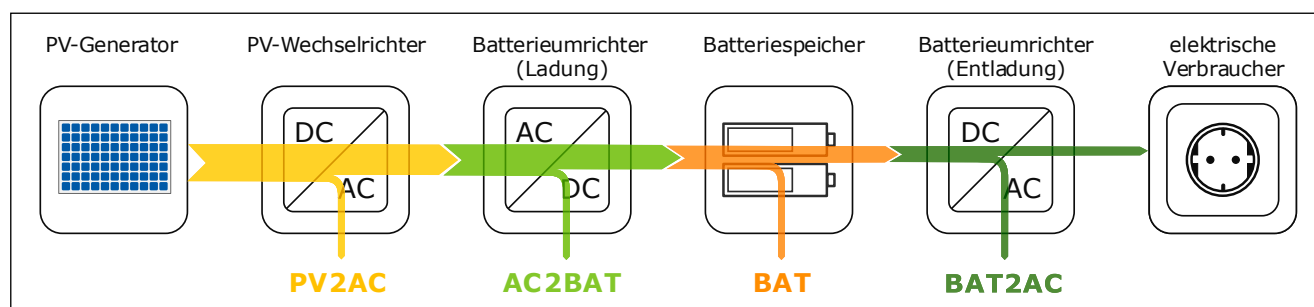 PV-Generator
PV-Wechselrichter
Batterieumrichter
(Ladung)
Batteriespeicher
Batterieumrichter
(Entladung)
elektrische
Verbraucher
DC
AC
AC
DC
DC
AC
PV2AC
AC2BAT
BAT
BAT2AC